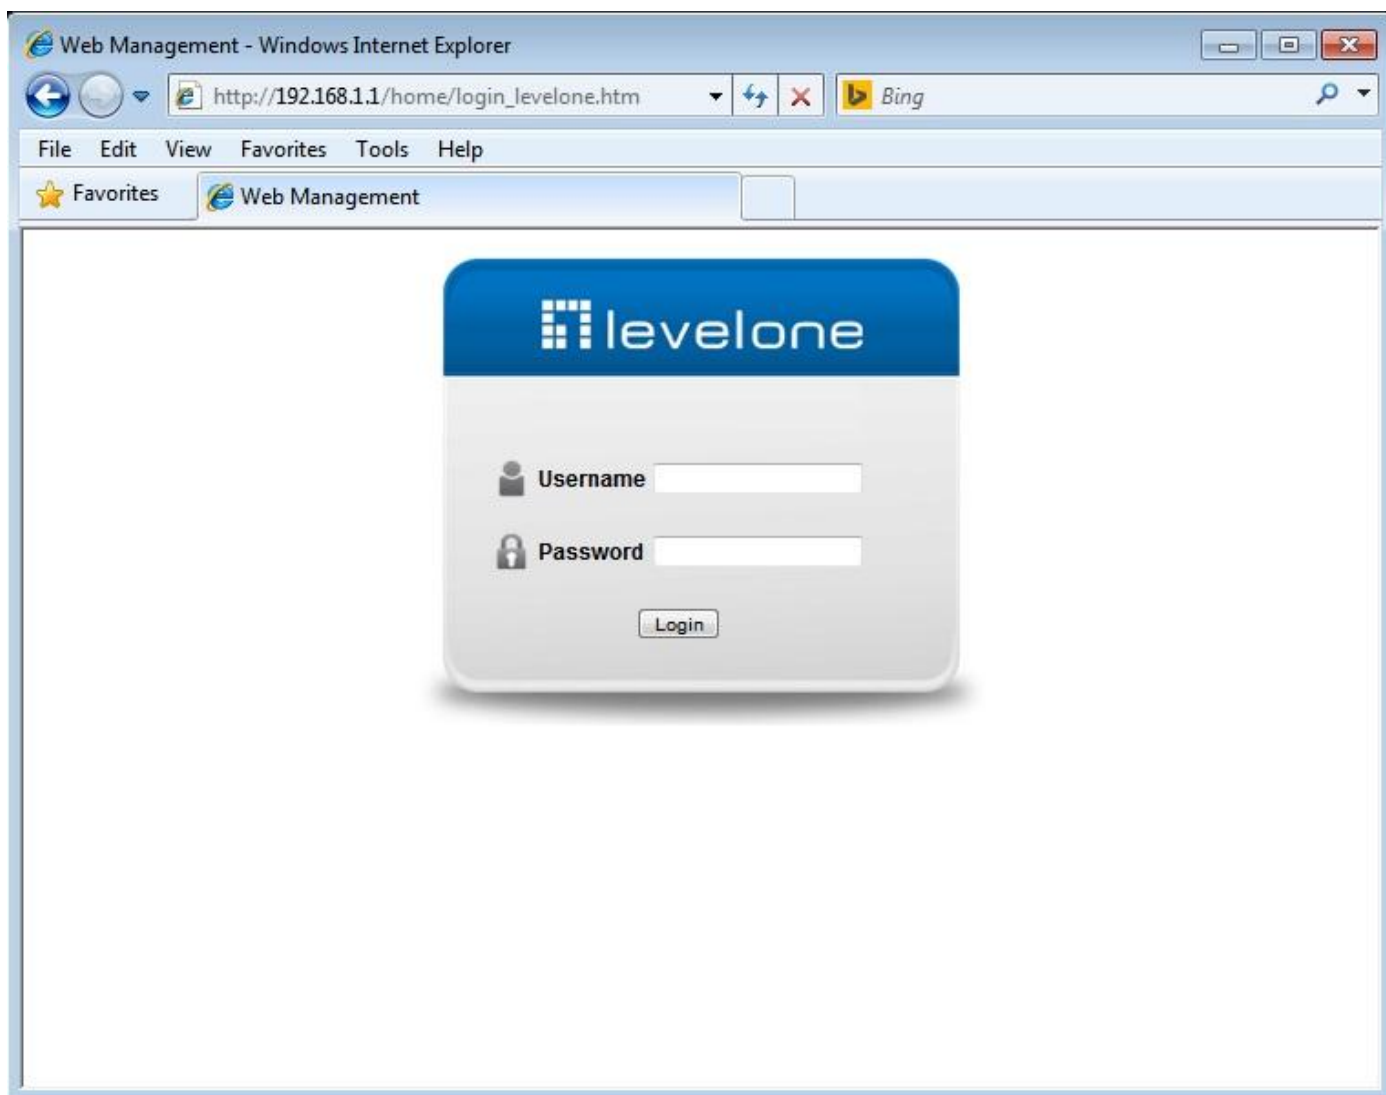 Web Management - Windows Internet Explorer
http://192.168.1.1/home/login_levelone.htm
Bing
File Edit View Favorites Tools Help
Favorites
Web Management
levelone
Username
Password
Login